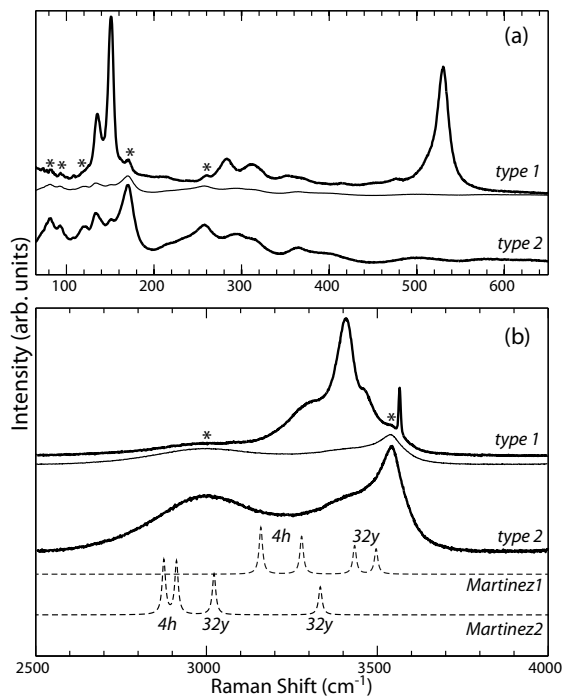 (a)
* * * * *
type 1
type 2
100 200 300 400 500 600
Intensity (arb. units)
(b)
* *
type 1
type 2
4h 32y
Martinez1
4h 32y 32y
Martinez2
2500 3000 3500 4000
Raman Shift (cm⁻¹)